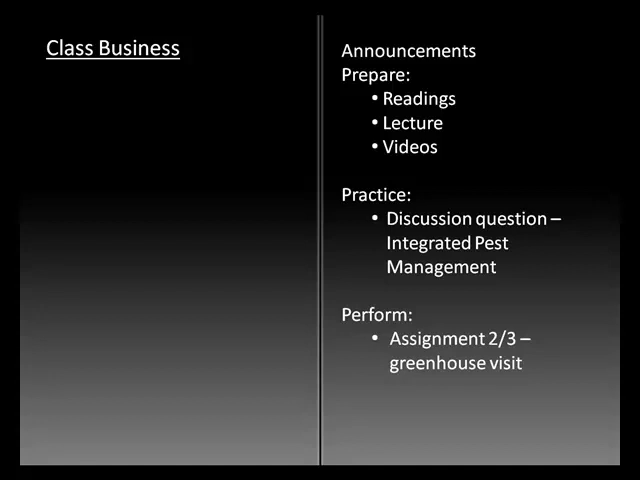 Class Business
Announcements
Prepare:
• Readings
• Lecture
• Videos
Practice:
• Discussion question –
Integrated Pest
Management
Perform:
• Assignment 2/3 –
greenhouse visit